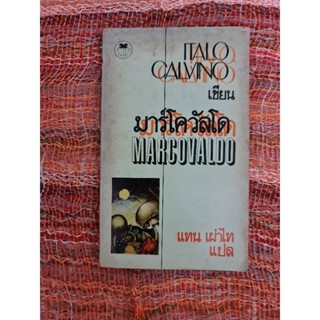 ITALO
CALVINO
เขียน
มาร์โควัลโด
MARCOVALDO
แทน เผ่าไท
แปล